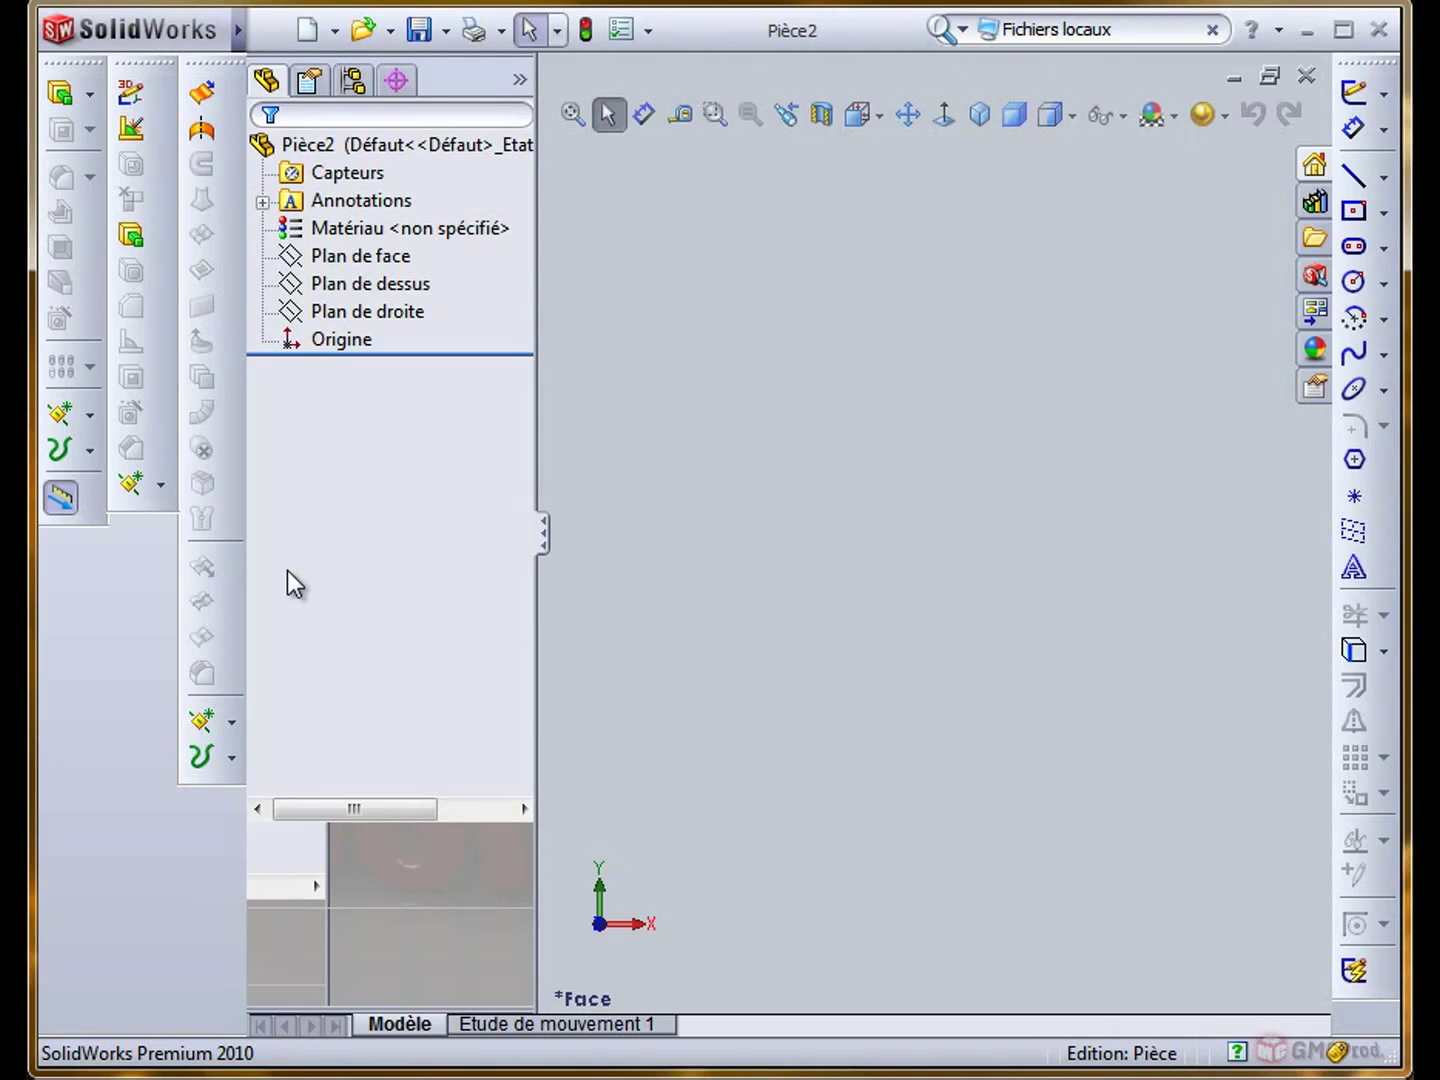 SolidWorks
Pièce2
Fichiers locaux
Pièce2 (Défaut<<Défaut>_Etat
Capteurs
Annotations
Matériau <non spécifié>
Plan de face
Plan de dessus
Plan de droite
Origine
Y
X
*Face
Modèle
Etude de mouvement 1
SolidWorks Premium 2010
Edition: Pièce